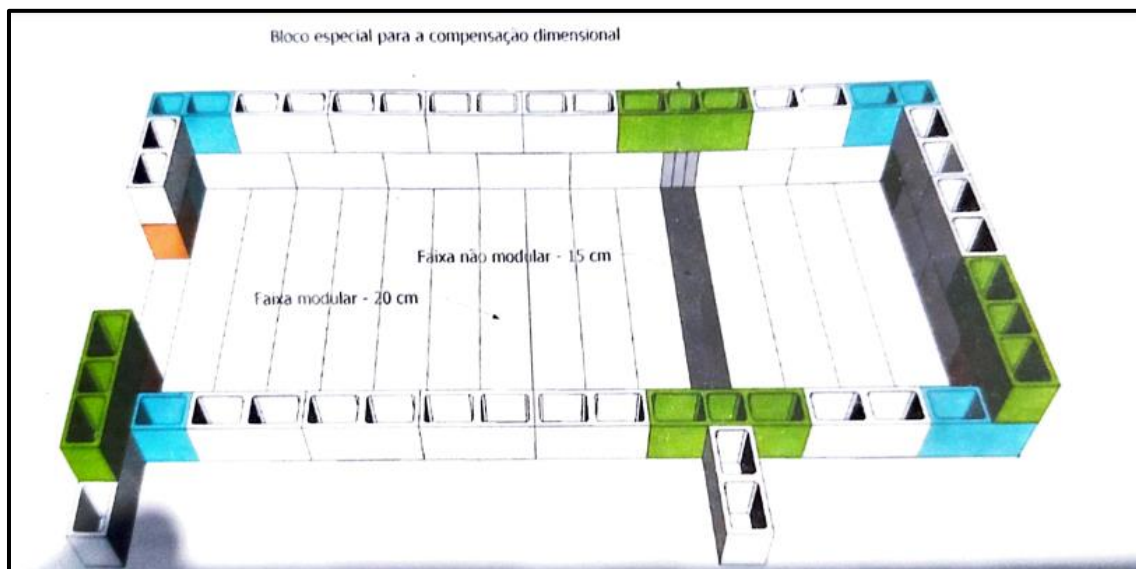 Bloco especial para a compensação dimensional
Faixa não modular - 15 cm
Faixa modular - 20 cm